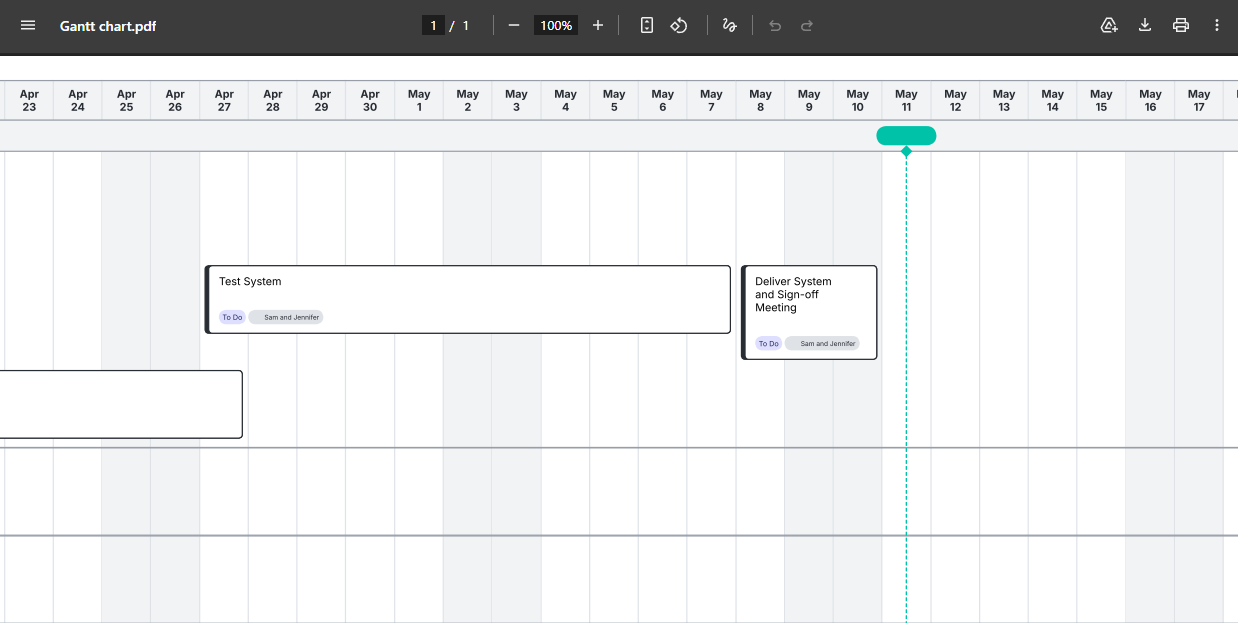 Gantt chart.pdf
1 / 1
100%
Apr 23 Apr 24 Apr 25 Apr 26 Apr 27 Apr 28 Apr 29 Apr 30 May 1 May 2 May 3 May 4 May 5 May 6 May 7 May 8 May 9 May 10 May 11 May 12 May 13 May 14 May 15 May 16 May 17
Test System
To Do Sam and Jennifer
Deliver System
and Sign-off
Meeting
To Do Sam and Jennifer